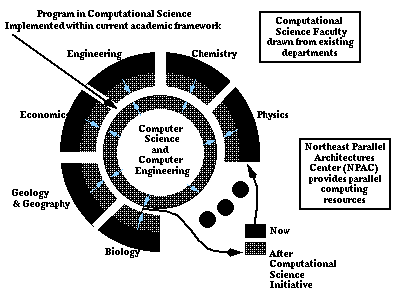 Program in Computational Science
Implemented within current academic framework
Computational
Science Faculty
drawn from existing
departments
Engineering
Chemistry
Economics
Physics
Computer
Science
and
Computer
Engineering
Northeast Parallel
Architectures
Center (NPAC)
provides parallel
computing
resources
Geology
& Geography
Biology
Now
After
Computational
Science
Initiative